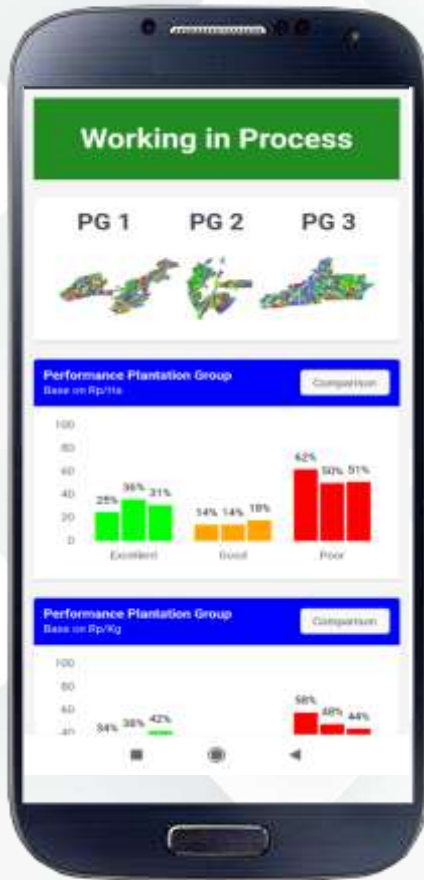 Working in Process
PG 1 PG 2 PG 3
Performance Plantation Group
Base on Rp/Ha
Comparison
100
80
60
40
20
0
25% 36% 31%
14% 14% 18%
62% 50% 51%
Excellent Good Poor
Performance Plantation Group
Base on Rp/Kg
Comparison
100
80
60
40
34% 38% 42%
58% 48% 44%